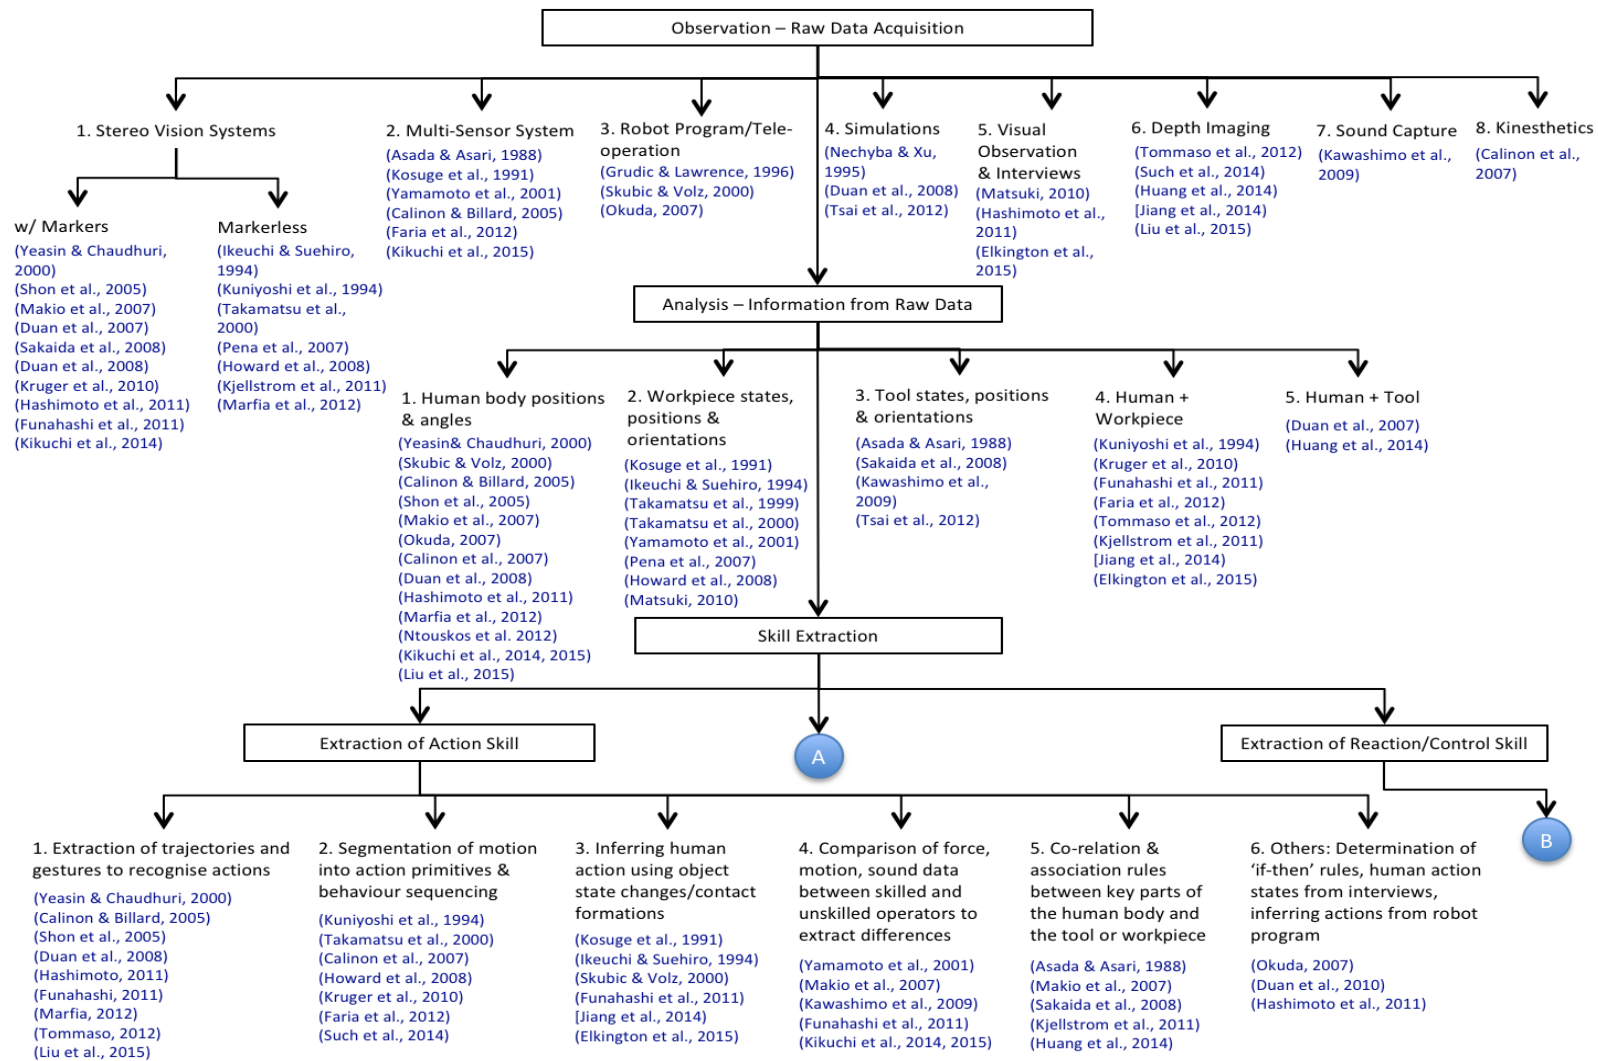 Observation – Raw Data Acquisition
1. Stereo Vision Systems
w/ Markers
(Yeasin & Chaudhuri,
2000)
(Shon et al., 2005)
(Makio et al., 2007)
(Duan et al., 2007)
(Sakaida et al., 2008)
(Duan et al., 2008)
(Kruger et al., 2010)
(Hashimoto et al., 2011)
(Funahashi et al., 2011)
(Kikuchi et al., 2014)
Markerless
(Ikeuchi & Suehiro,
1994)
(Kuniyoshi et al., 1994)
(Takamatsu et al.,
2000)
(Pena et al., 2007)
(Howard et al., 2008)
(Kjellstrom et al., 2011)
(Marfia et al., 2012)
2. Multi-Sensor System
(Asada & Asari, 1988)
(Kosuge et al., 1991)
(Yamamoto et al., 2001)
(Calinon & Billard, 2005)
(Faria et al., 2012)
(Kikuchi et al., 2015)
3. Robot Program/Tele-
operation
(Grudic & Lawrence, 1996)
(Skubic & Volz, 2000)
(Okuda, 2007)
4. Simulations
(Nechyba & Xu,
1995)
(Duan et al., 2008)
(Tsai et al., 2012)
5. Visual
Observation
& Interviews
(Matsuki, 2010)
(Hashimoto et al.,
2011)
(Elkington et al.,
2015)
6. Depth Imaging
(Tommaso et al., 2012)
(Such et al., 2014)
(Huang et al., 2014)
[Jiang et al., 2014)
(Liu et al., 2015)
7. Sound Capture
(Kawashimo et al.,
2009)
8. Kinesthetics
(Calinon et al.,
2007)
Analysis – Information from Raw Data
1. Human body positions
& angles
(Yeasin& Chaudhuri, 2000)
(Skubic & Volz, 2000)
(Calinon & Billard, 2005)
(Shon et al., 2005)
(Makio et al., 2007)
(Okuda, 2007)
(Calinon et al., 2007)
(Duan et al., 2008)
(Hashimoto et al., 2011)
(Marfia et al., 2012)
(Ntouskos et al. 2012)
(Kikuchi et al., 2014, 2015)
(Liu et al., 2015)
2. Workpiece states,
positions &
orientations
(Kosuge et al., 1991)
(Ikeuchi & Suehiro, 1994)
(Takamatsu et al., 1999)
(Takamatsu et al., 2000)
(Yamamoto et al., 2001)
(Pena et al., 2007)
(Howard et al., 2008)
(Matsuki, 2010)
3. Tool states, positions
& orientations
(Asada & Asari, 1988)
(Sakaida et al., 2008)
(Kawashimo et al.,
2009)
(Tsai et al., 2012)
4. Human +
Workpiece
(Kuniyoshi et al., 1994)
(Kruger et al., 2010)
(Funahashi et al., 2011)
(Faria et al., 2012)
(Tommaso et al., 2012)
(Kjellstrom et al., 2011)
[Jiang et al., 2014)
(Elkington et al., 2015)
5. Human + Tool
(Duan et al., 2007)
(Huang et al., 2014)
Skill Extraction
Extraction of Action Skill
A
Extraction of Reaction/Control Skill
B
1. Extraction of trajectories and
gestures to recognise actions
(Yeasin & Chaudhuri, 2000)
(Calinon & Billard, 2005)
(Shon et al., 2005)
(Duan et al., 2008)
(Hashimoto, 2011)
(Funahashi, 2011)
(Marfia, 2012)
(Tommaso, 2012)
(Liu et al., 2015)
2. Segmentation of motion
into action primitives &
behaviour sequencing
(Kuniyoshi et al., 1994)
(Takamatsu et al., 2000)
(Calinon et al., 2007)
(Howard et al., 2008)
(Kruger et al., 2010)
(Faria et al., 2012)
(Such et al., 2014)
3. Inferring human
action using object
state changes/contact
formations
(Kosuge et al., 1991)
(Ikeuchi & Suehiro, 1994)
(Skubic & Volz, 2000)
(Funahashi et al., 2011)
[Jiang et al., 2014)
(Elkington et al., 2015)
4. Comparison of force,
motion, sound data
between skilled and
unskilled operators to
extract differences
(Yamamoto et al., 2001)
(Makio et al., 2007)
(Kawashimo et al., 2009)
(Funahashi et al., 2011)
(Kikuchi et al., 2014, 2015)
5. Co-relation &
association rules
between key parts of
the human body and
the tool or workpiece
(Asada & Asari, 1988)
(Makio et al., 2007)
(Sakaida et al., 2008)
(Kjellstrom et al., 2011)
(Huang et al., 2014)
6. Others: Determination of
‘if-then’ rules, human action
states from interviews,
inferring actions from robot
program
(Okuda, 2007)
(Duan et al., 2010)
(Hashimoto et al., 2011)